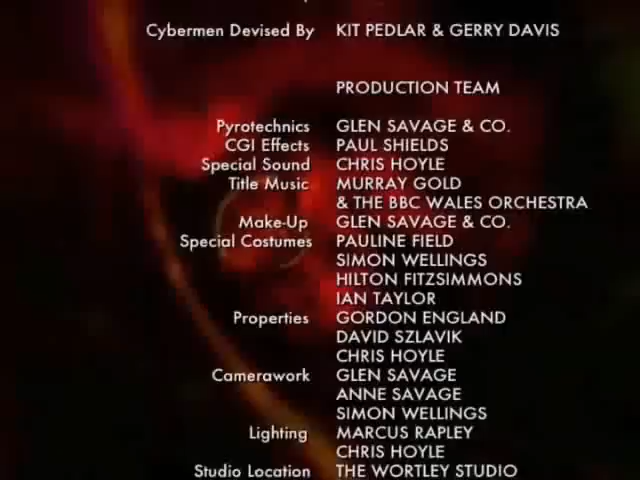 Cybermen Devised By KIT PEDLAR & GERRY DAVIS
PRODUCTION TEAM
Pyrotechnics GLEN SAVAGE & CO.
CGI Effects PAUL SHIELDS
Special Sound CHRIS HOYLE
Title Music MURRAY GOLD
& THE BBC WALES ORCHESTRA
Make-Up GLEN SAVAGE & CO.
Special Costumes PAULINE FIELD
SIMON WELLINGS
HILTON FITZSIMMONS
IAN TAYLOR
Properties GORDON ENGLAND
DAVID SZLAVIK
CHRIS HOYLE
Camerawork GLEN SAVAGE
ANNE SAVAGE
SIMON WELLINGS
Lighting MARCUS RAPLEY
CHRIS HOYLE
Studio Location THE WORTLEY STUDIO